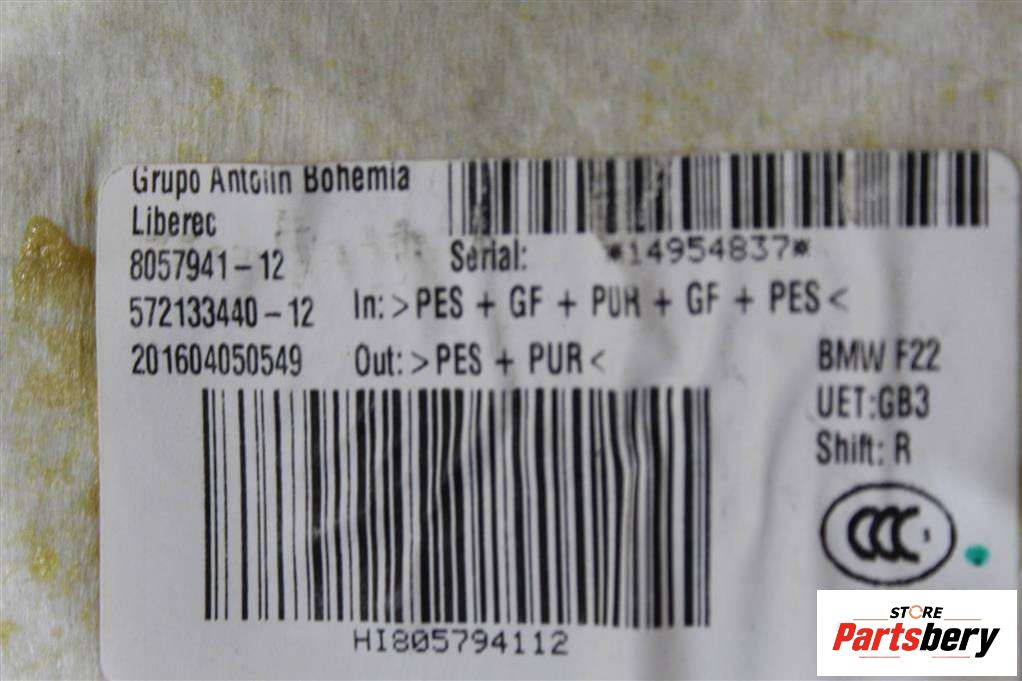 Grupo Antolin Bohemia
Liberec
8057941-12
Serial: *14954837*
572133440-12
In: >PES + GF + PUR + GF + PES<
201604050549
Out: >PES + PUR<
BMW F22
UET:GB3
Shift: R
CCC
HI805794112
STORE
Partsbery